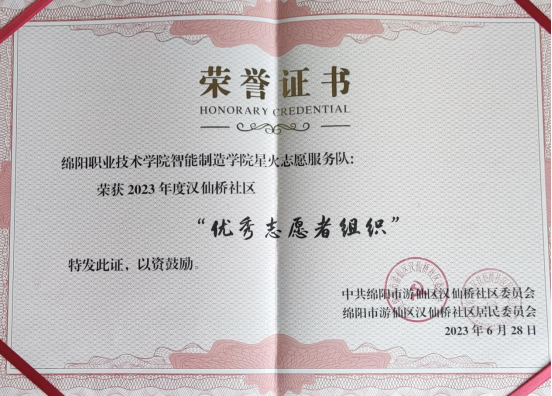 荣誉证书
HONORARY CREDENTIAL
绵阳职业技术学院智能制造学院星火志愿服务队：
荣获 2023 年度汉仙桥社区
“优秀志愿者组织”
特发此证，以资鼓励。
中共绵阳市游仙区汉仙桥社区委员会
绵阳市游仙区汉仙桥社区居民委员会
2023 年 6 月 28 日